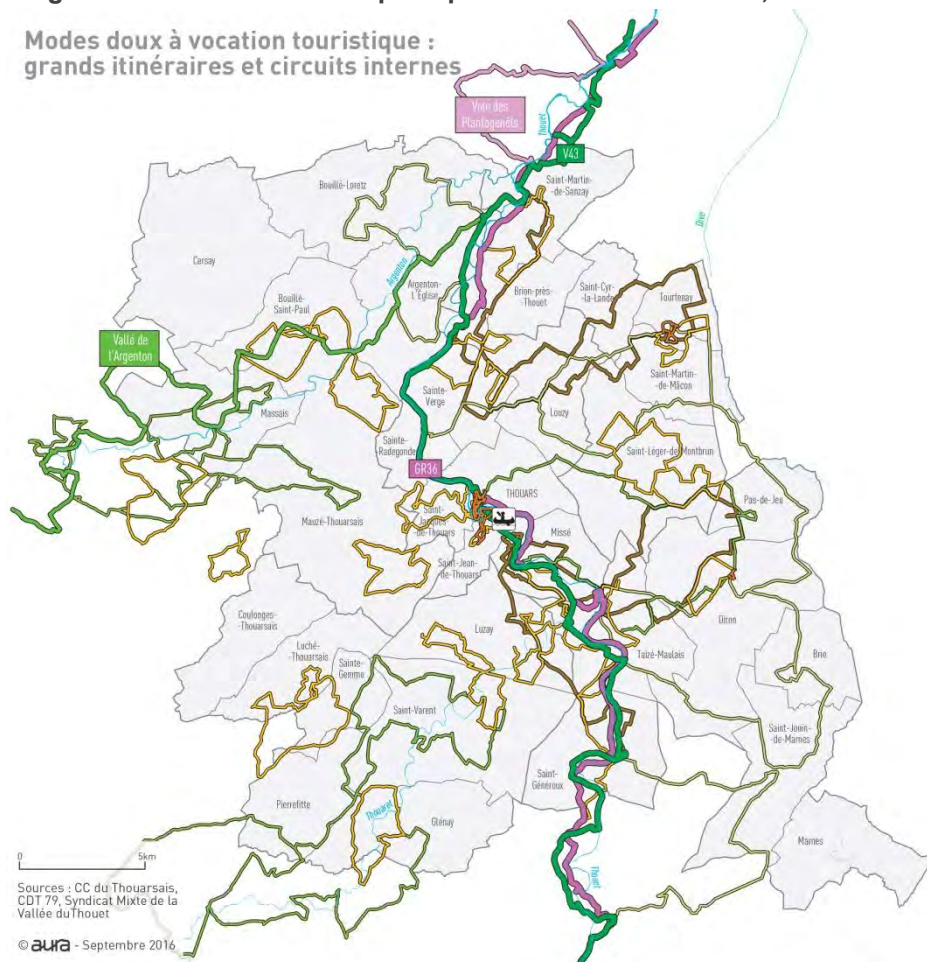 Modes doux à vocation touristique :
grands itinéraires et circuits internes
Voie des
Plantagenêts
Thouet
V43
Saint-Martin-
de-Sanzay
Bouillé-Loretz
Dive
Cersay
Argenton
Argenton-
L'Église
Brion-près-
Thouet
Saint-Cyr-
la-Lande
Tourtenay
Bouillé-
Saint-Paul
Vallé de
l'Argenton
Saint-Martin-
de-Mâcon
Sainte-
Verge
Massais
Louzy
Sainte-
Radegonde
Saint-Léger-de-Montbrun
GR36
THOUARS
Pas-de-Jeu
Mauzé-Thouarsais
Saint-
Jacques
-de-Thouars
Missé
Saint-Jean-
de-Thouars
Coulonges-
-Thouarsais
Luzay
Oiron
Luché-
-Thouarsais
Sainte-
Gemme
Taizé-Maulais
Brie
Saint-Varent
Saint-Jouin-
de-Marnes
Saint-
Généroux
Pierrefitte
Thouaret
Glénay
Marnes
Thouet
0 5km
Sources : CC du Thouarsais,
CDT 79, Syndicat Mixte de la
Vallée duThouet
© aura - Septembre 2016